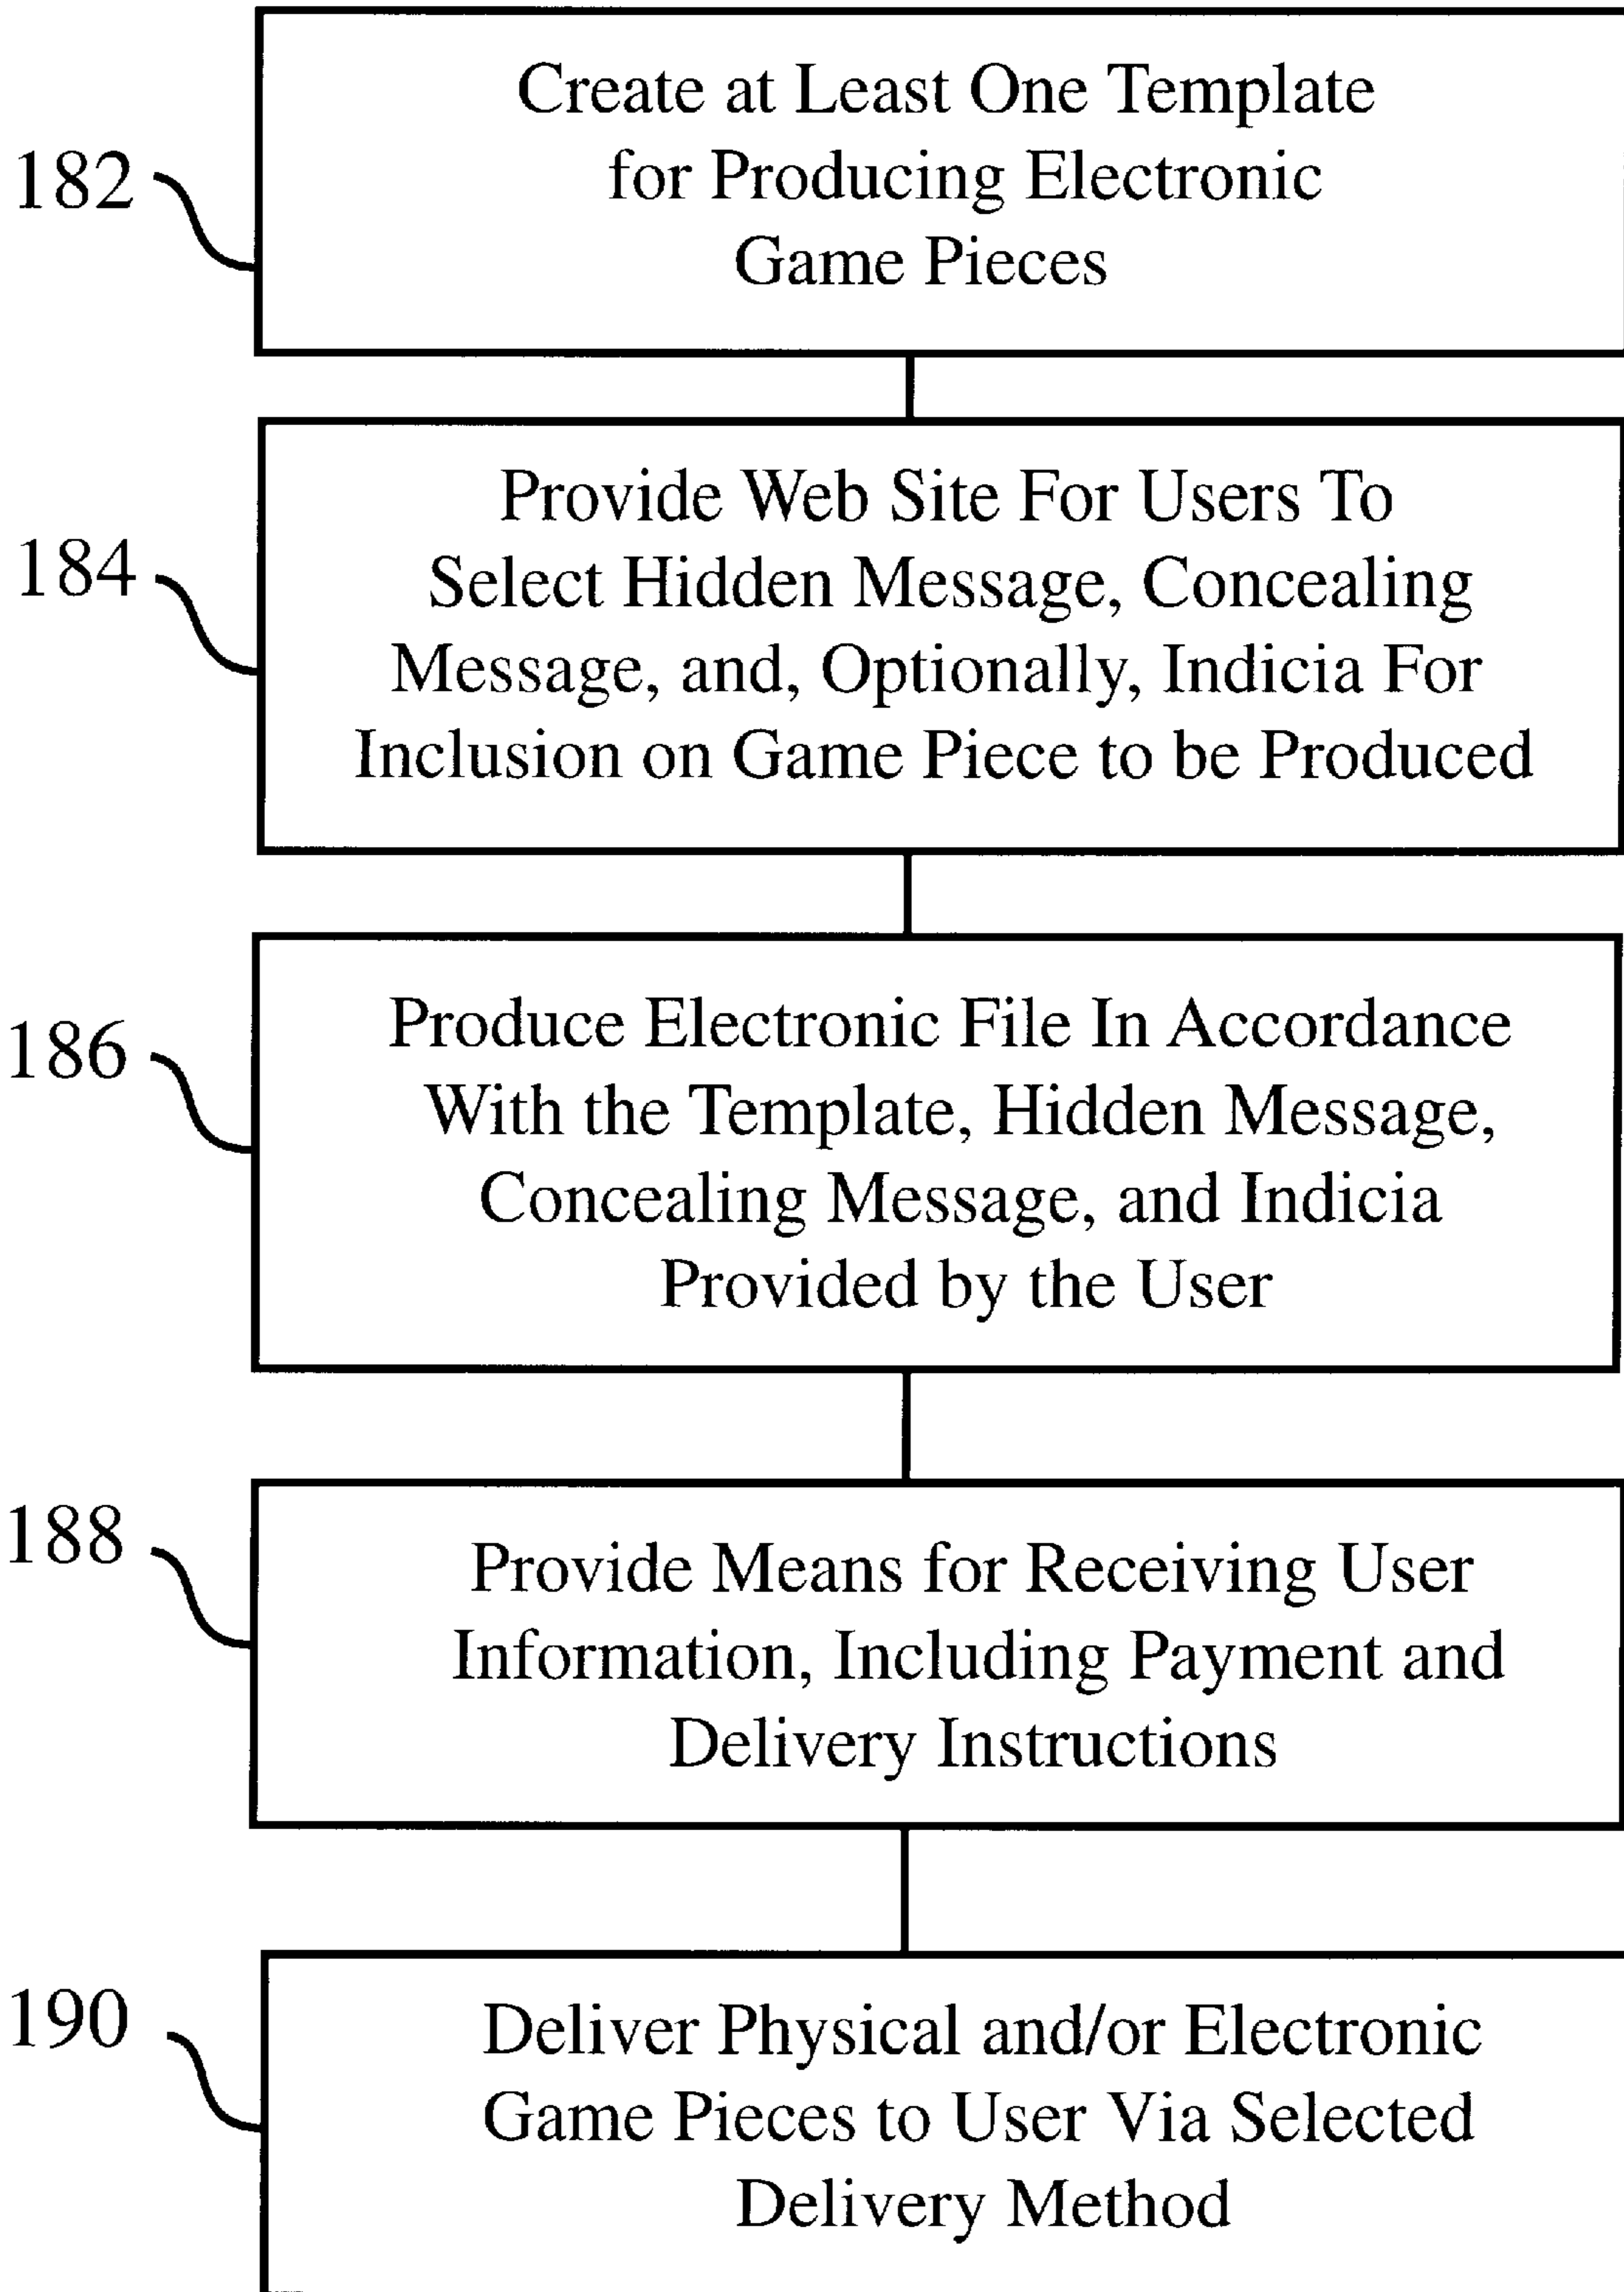 Create at Least One Template
for Producing Electronic
Game Pieces
182
Provide Web Site For Users To
Select Hidden Message, Concealing
Message, and, Optionally, Indicia For
Inclusion on Game Piece to be Produced
184
Produce Electronic File In Accordance
With the Template, Hidden Message,
Concealing Message, and Indicia
Provided by the User
186
Provide Means for Receiving User
Information, Including Payment and
Delivery Instructions
188
Deliver Physical and/or Electronic
Game Pieces to User Via Selected
Delivery Method
190